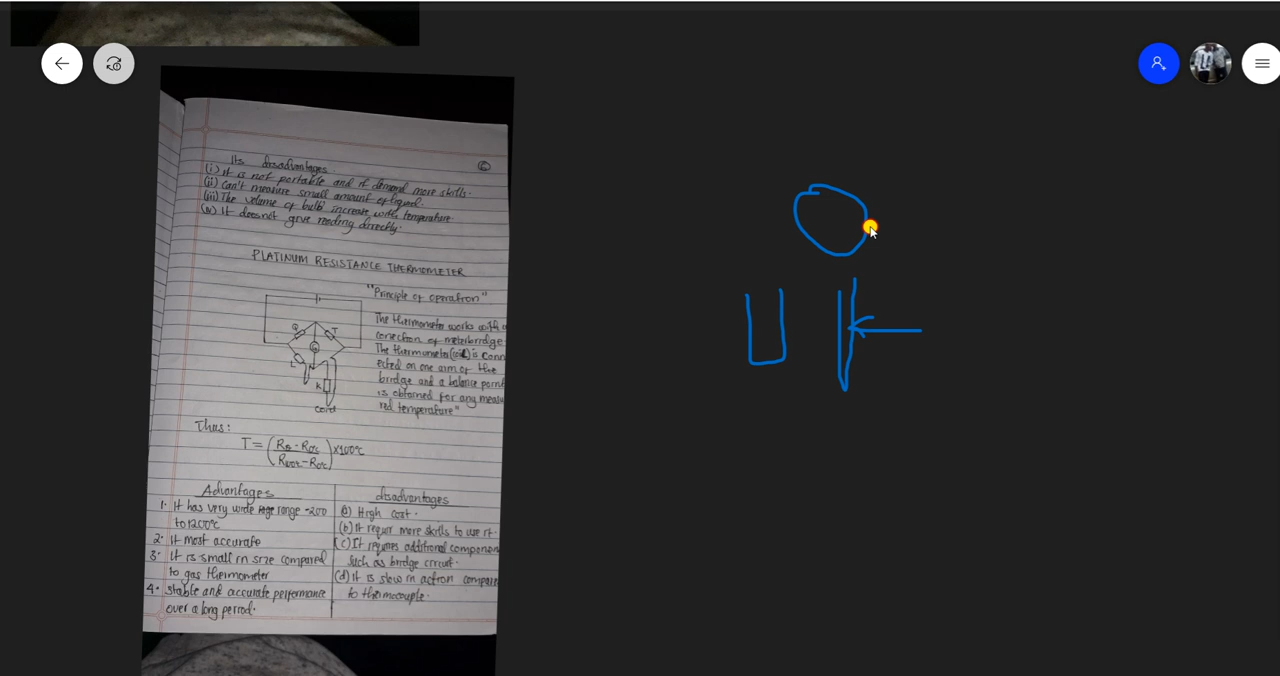 Its disadvantages
6
(i) It is not portable and it demand more skills.
(ii) Can't measure small amount of liquid.
(iii) The volume of bulb increase with temperature
(iv) It doesnot give reading directly.
PLATINUM RESISTANCE THERMOMETER
"Principle of operation"
The thermometer works with
conection of meterbridge
The thermometer (coil) is conn
ected on one arm of the
bridge and a balance point
is obtained for any measu
red temperature"
Q
T
G
L
K
Thus:
T = (Rθ - R0°C / R100°C - R0°C) × 100°C
Advantages
1. It has very wide range -200
to 1200°C
2. It most accurate
3. It is small in size compared
to gas thermometer
4. Stable and accurate performance
over a long period.
disadvantages
(a) High cost.
(b) It requir more skills to use it.
(c) It requires additional componen
such as bridge circuit.
(d) It is slow in action compare
to thermocouple.